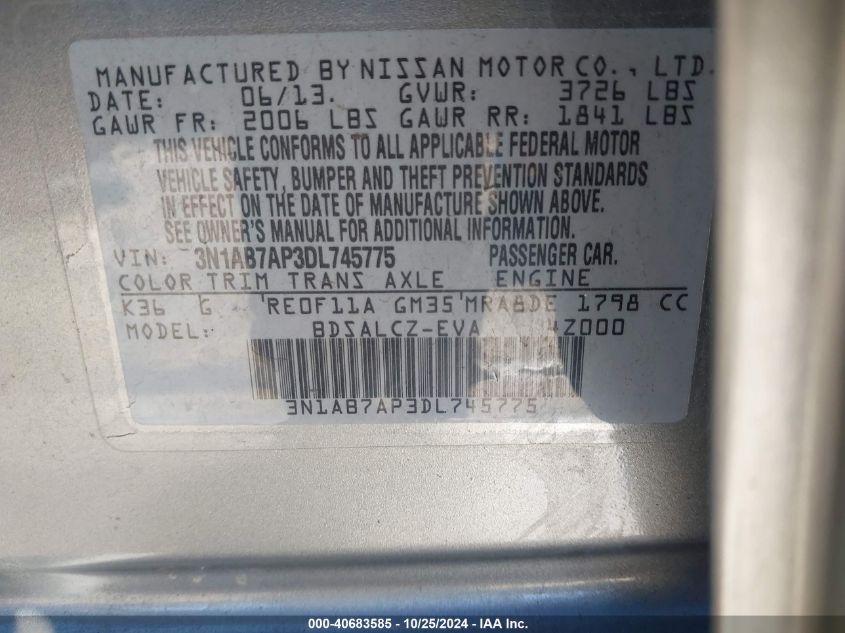 MANUFACTURED BY NISSAN MOTOR CO., LTD.
DATE: 06/13. GVWR: 3726 LBS
GAWR FR: 2006 LBS GAWR RR: 1841 LBS
THIS VEHICLE CONFORMS TO ALL APPLICABLE FEDERAL MOTOR
VEHICLE SAFETY, BUMPER AND THEFT PREVENTION STANDARDS
IN EFFECT ON THE DATE OF MANUFACTURE SHOWN ABOVE.
SEE OWNER'S MANUAL FOR ADDITIONAL INFORMATION.
VIN: 3N1AB7AP3DL745775 PASSENGER CAR.
COLOR TRIM TRANS AXLE ENGINE
K36 G 'RE0F11A GM35'MRA8DE 1798 CC
MODEL: BDSALCZ-EVA 4Z000
3N1AB7AP3DL745775
000-40683585 - 10/25/2024 - IAAI Inc.